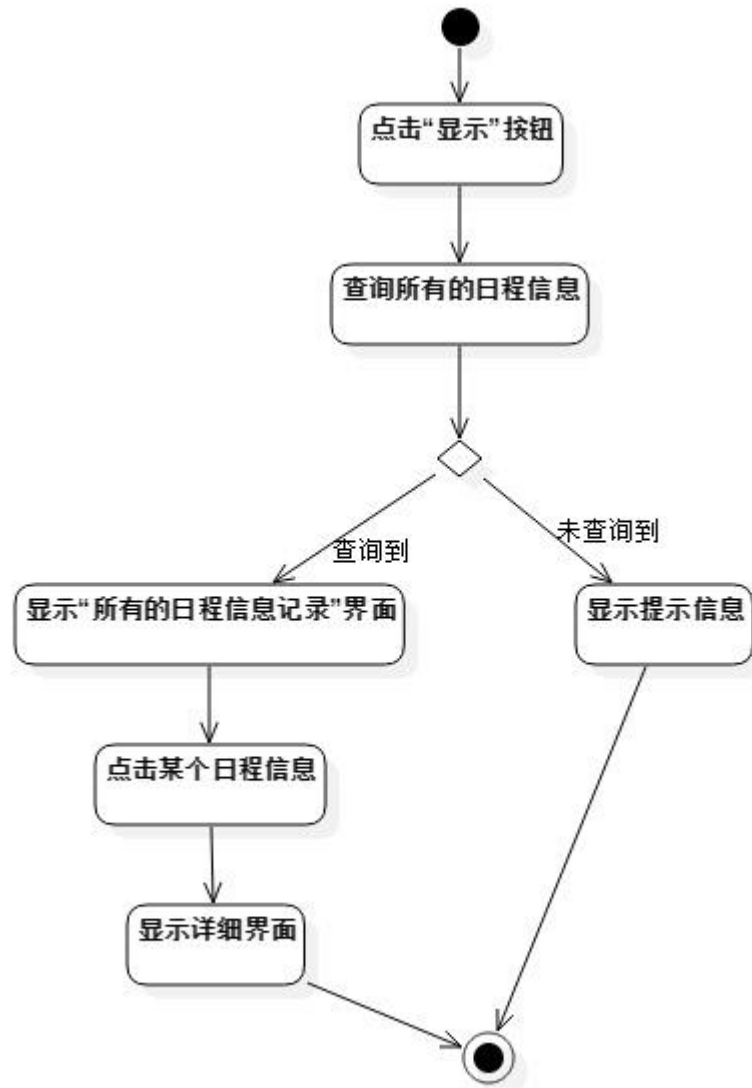 点击“显示”按钮
查询所有的日程信息
查询到
未查询到
显示“所有的日程信息记录”界面
显示提示信息
点击某个日程信息
显示详细界面